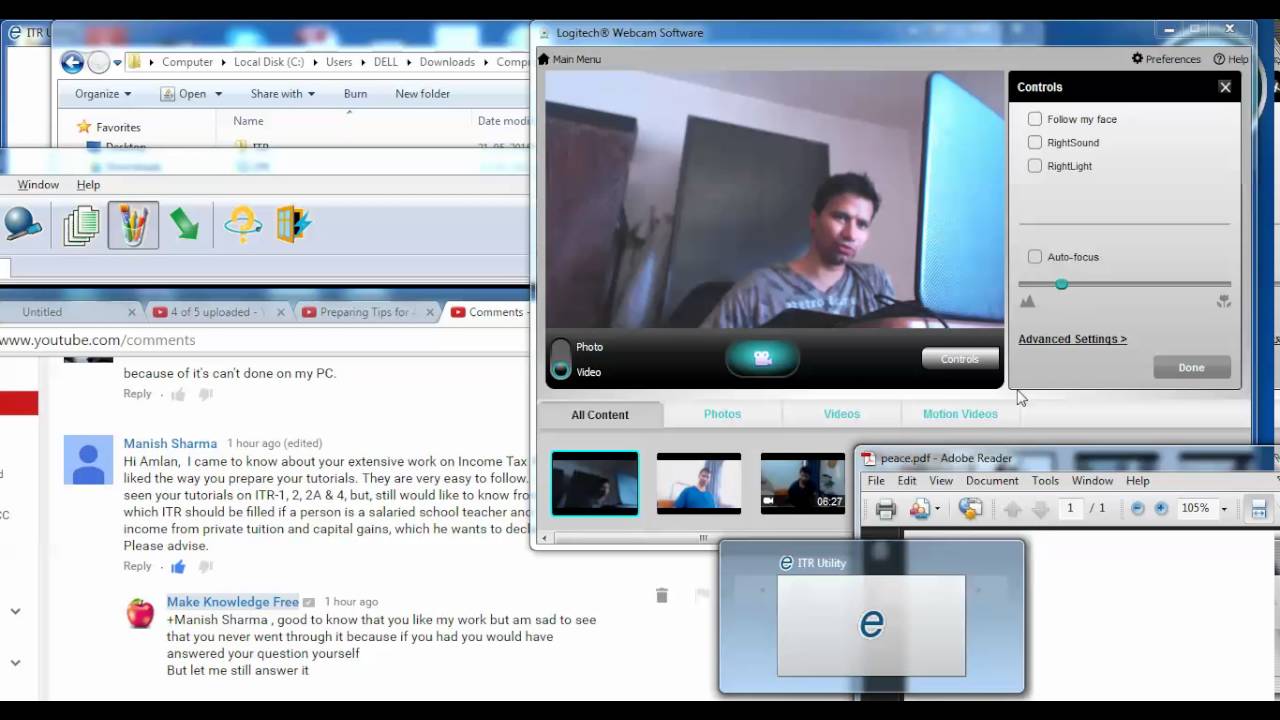 ITR U
Computer
Local Disk (C:)
Users
DELL
Downloads
Comp
Organize
Open
Share with
Burn
New folder
Favorites
Name
Date modi
Desktop
ITR
Window
Help
Untitled
4 of 5 uploaded -
Preparing Tips for
Comments -
www.youtube.com/comments
because of it's can't done on my PC.
Reply
Manish Sharma 1 hour ago (edited)
Hi Amlan, I came to know about your extensive work on Income Tax
liked the way you prepare your tutorials. They are very easy to follow.
seen your tutorials on ITR-1, 2, 2A & 4, but, still would like to know fro
which ITR should be filled if a person is a salaried school teacher and
income from private tuition and capital gains, which he wants to decl
Please advise.
Reply
Make Knowledge Free 1 hour ago
+Manish Sharma , good to know that you like my work but am sad to see
that you never went through it because if you had you would have
answered your question yourself
But let me still answer it
Logitech® Webcam Software
Main Menu
Preferences
Help
Controls
Follow my face
RightSound
RightLight
Auto-focus
Advanced Settings >
Done
Photo
Video
Controls
All Content
Photos
Videos
Motion Videos
06:27
peace.pdf - Adobe Reader
File Edit View Document Tools Window Help
1 / 1
105%
ITR Utility